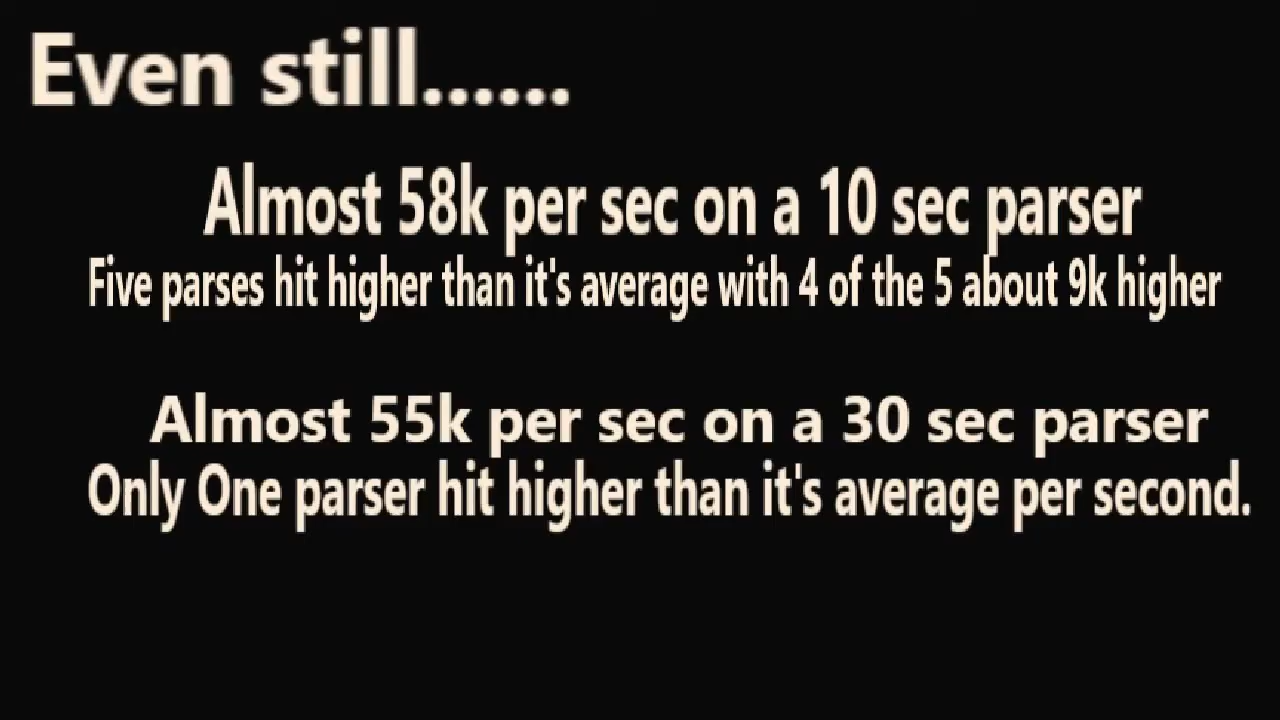 Even still......
Almost 58k per sec on a 10 sec parser
Five parses hit higher than it's average with 4 of the 5 about 9k higher
Almost 55k per sec on a 30 sec parser
Only One parser hit higher than it's average per second.